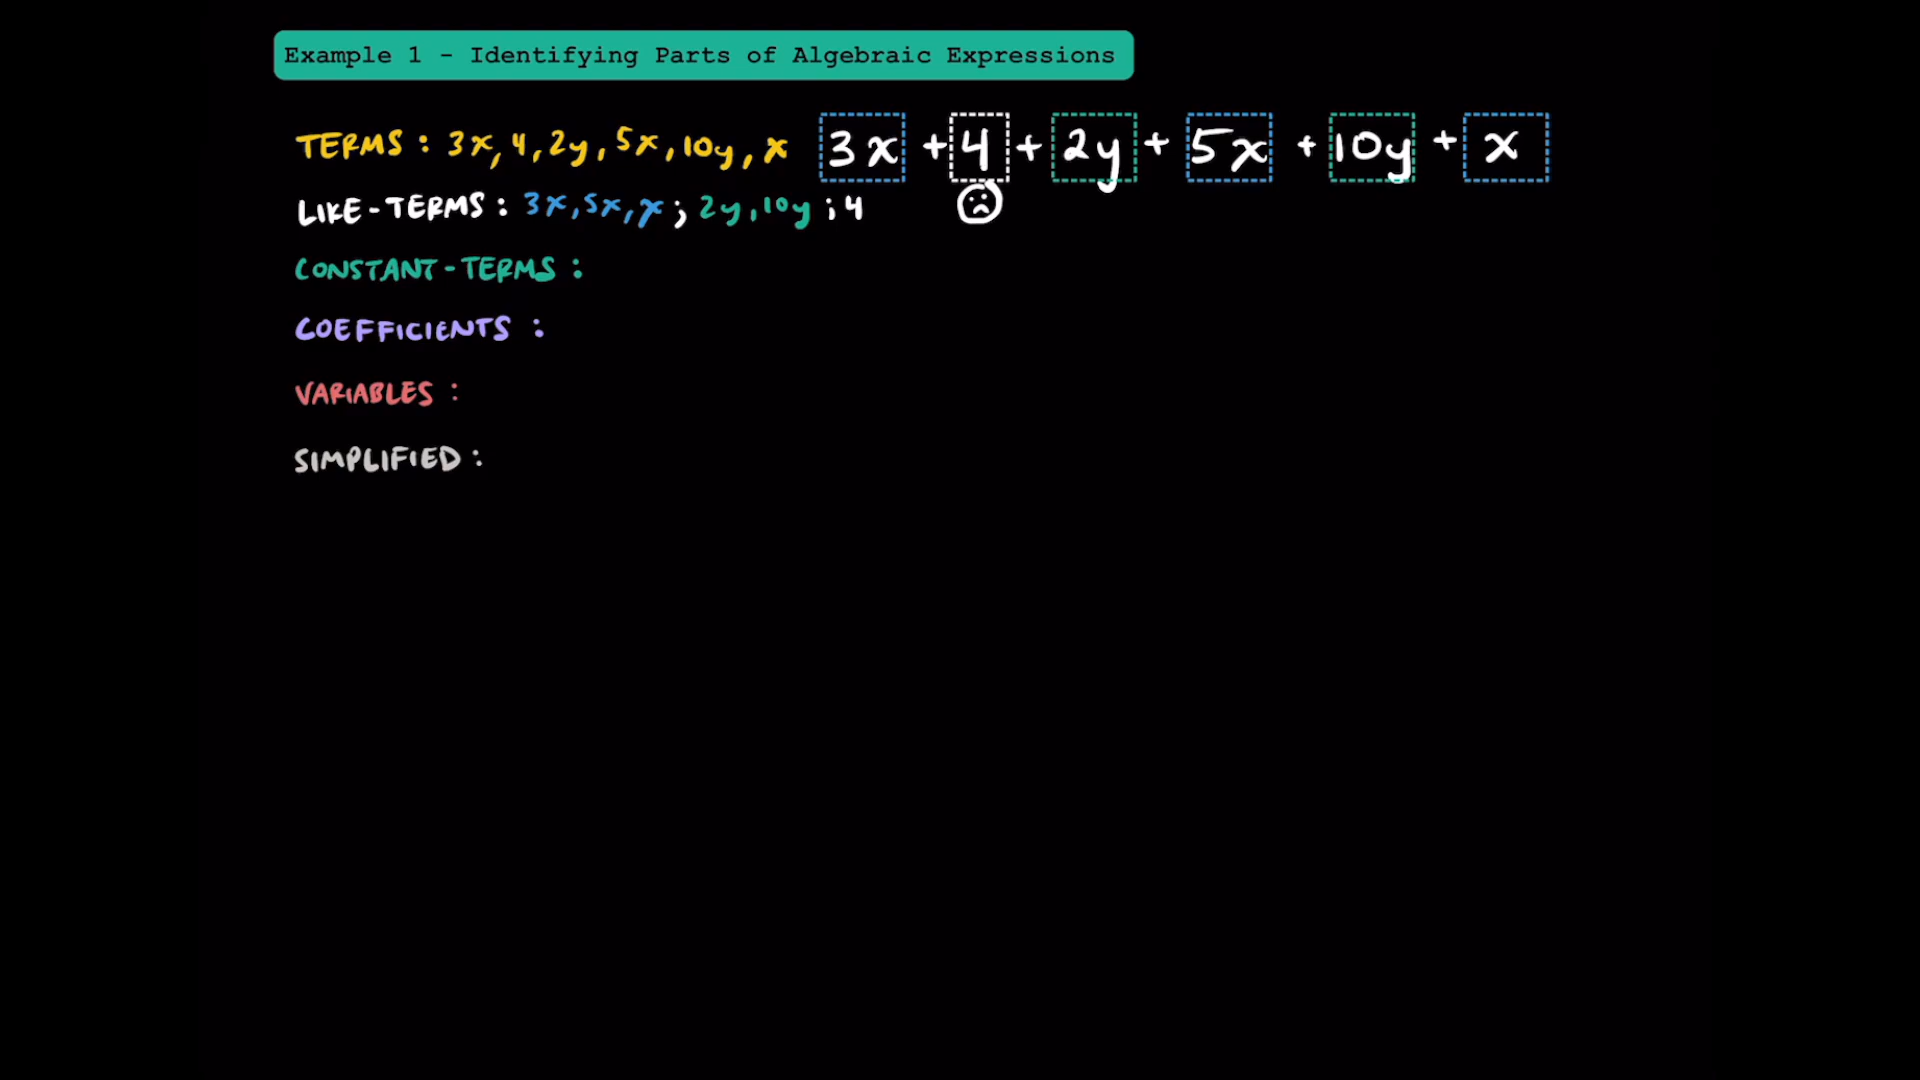 Example 1 - Identifying Parts of Algebraic Expressions
TERMS : 3x, 4, 2y, 5x, 10y, x
3x + 4 + 2y + 5x + 10y + x
LIKE-TERMS : 3x, 5x, x ; 2y, 10y ; 4
CONSTANT-TERMS :
COEFFICIENTS :
VARIABLES :
SIMPLIFIED :